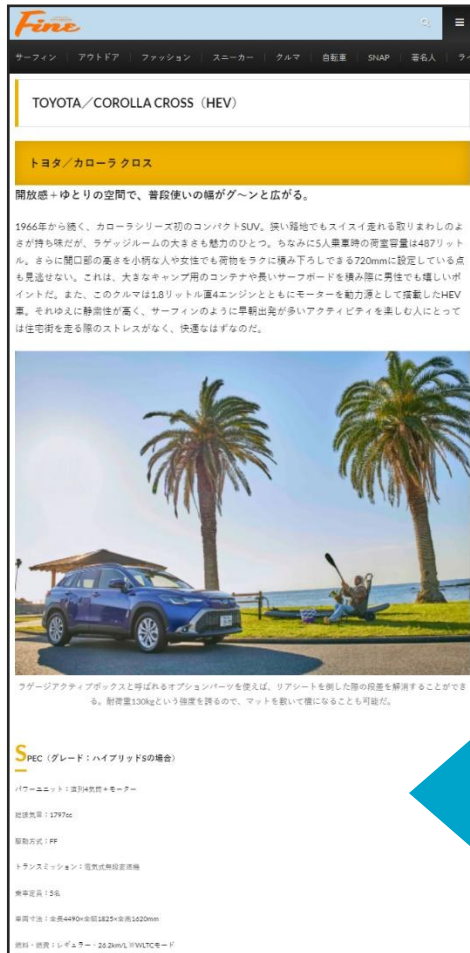 Fine
サーフィン アウトドア ファッション スニーカー クルマ 自転車 SNAP 著名人 ラ
TOYOTA／COROLLA CROSS（HEV）
トヨタ／カローラ クロス
開放感＋ゆとりの空間で、普段使いの幅がグ〜ンと広がる。
1966年から続く、カローラシリーズ初のコンパクトSUV。狭い路地でもスイスイ走れる取りまわしのよ
さが持ち味だが、ラゲッジルームの大きさも魅力のひとつ。ちなみに5人乗車時の荷室容量は487リット
ル。さらに開口部の高さを小柄な人や女性でも荷物をラクに積み下ろしできる720mmに設定している点
も見逃せない。これは、大きなキャンプ用のコンテナや長いサーフボードを積み際に男性でも嬉しいポ
イントだ。また、このクルマは1.8リットル直4エンジンとともにモーターを動力源として搭載したHEV
車。それゆえに静粛性が高く、サーフィンのように早朝出発が多いアクティビティを楽しむ人にとって
は住宅街を走る際のストレスがなく、快適なはずなのだ。
ラゲージアクティブボックスと呼ばれるオプションパーツを使えば、リアシートを倒した際の段差を解消することができ
る。耐荷重130kgという強度を誇るので、マットを敷いて横になることも可能だ。
SPEC（グレード：ハイブリッドSの場合）
パワーユニット：直列4気筒＋モーター
総排気量：1797cc
駆動方式：FF
トランスミッション：電気式無段変速機
乗車定員：5名
車両寸法：全長4490×全幅1825×全高1620mm
燃料・燃費：レギュラー・26.2km/L ※WLTCモード